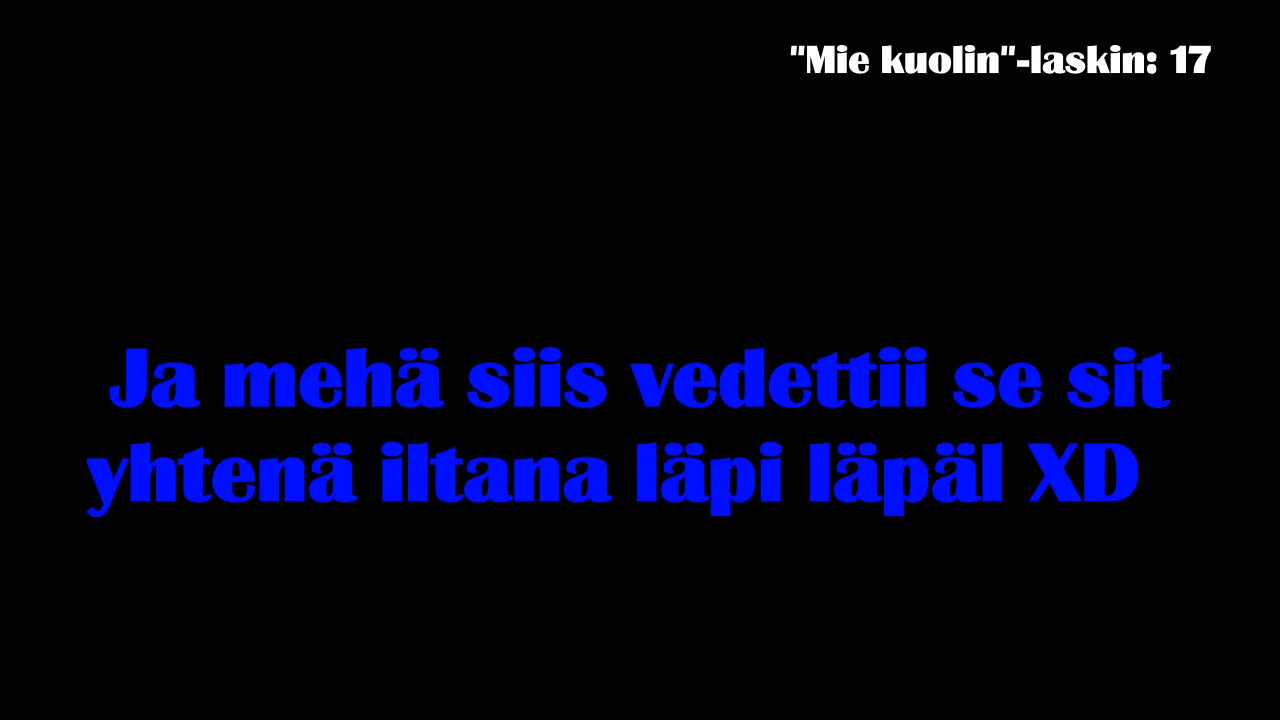 "Mie kuolin"-laskin: 17
Ja mehä siis vedettii se sit
yhtenä iltana läpi läpäl XD